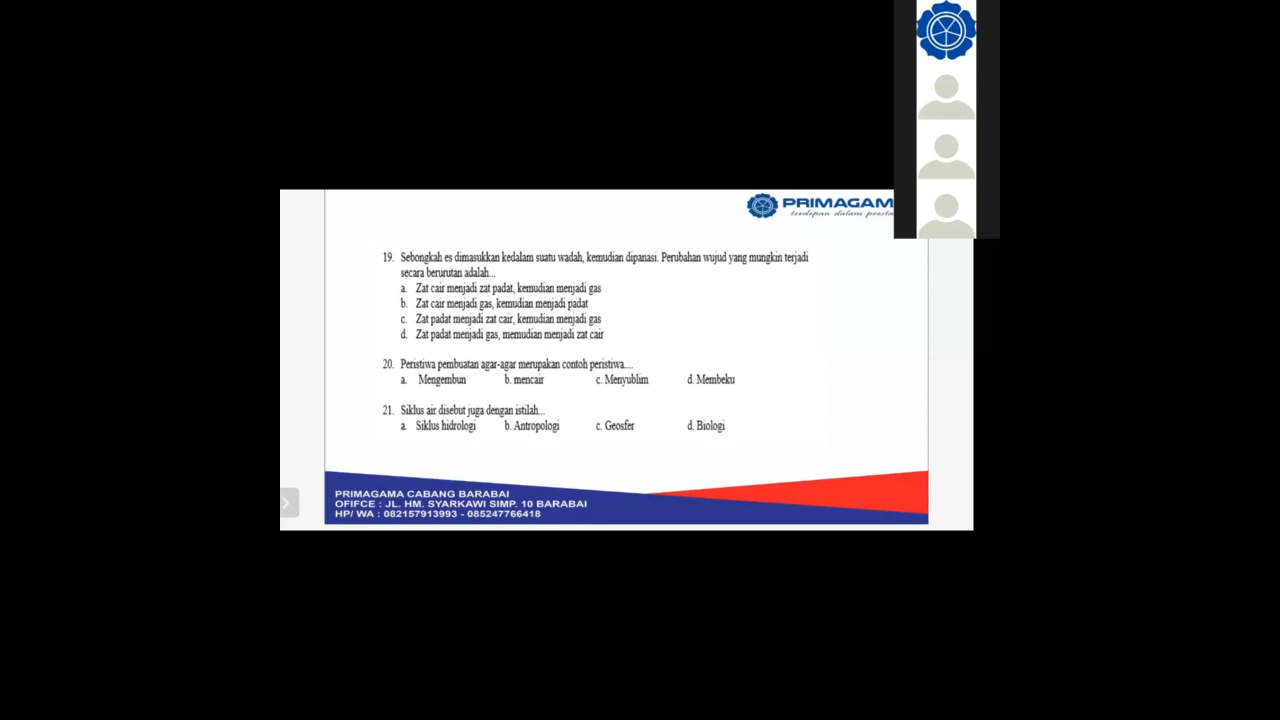 PRIMAGAM
terdepan dalam presta
19. Sebongkah es dimasukkan kedalam suatu wadah, kemudian dipanasi. Perubahan wujud yang mungkin terjadi
secara berurutan adalah...
a. Zat cair menjadi zat padat, kemudian menjadi gas
b. Zat cair menjadi gas, kemudian menjadi padat
c. Zat padat menjadi zat cair, kemudian menjadi gas
d. Zat padat menjadi gas, memudian menjadi zat cair
20. Peristiwa pembuatan agar-agar merupakan contoh peristiwa....
a. Mengembun b. mencair c. Menyublim d. Membeku
21. Siklus air disebut juga dengan istilah...
a. Siklus hidrologi b. Antropologi c. Geosfer d. Biologi
PRIMAGAMA CABANG BARABAI
OFIFCE : JL. HM. SYARKAWI SIMP. 10 BARABAI
HP/ WA : 082157913993 - 085247766418